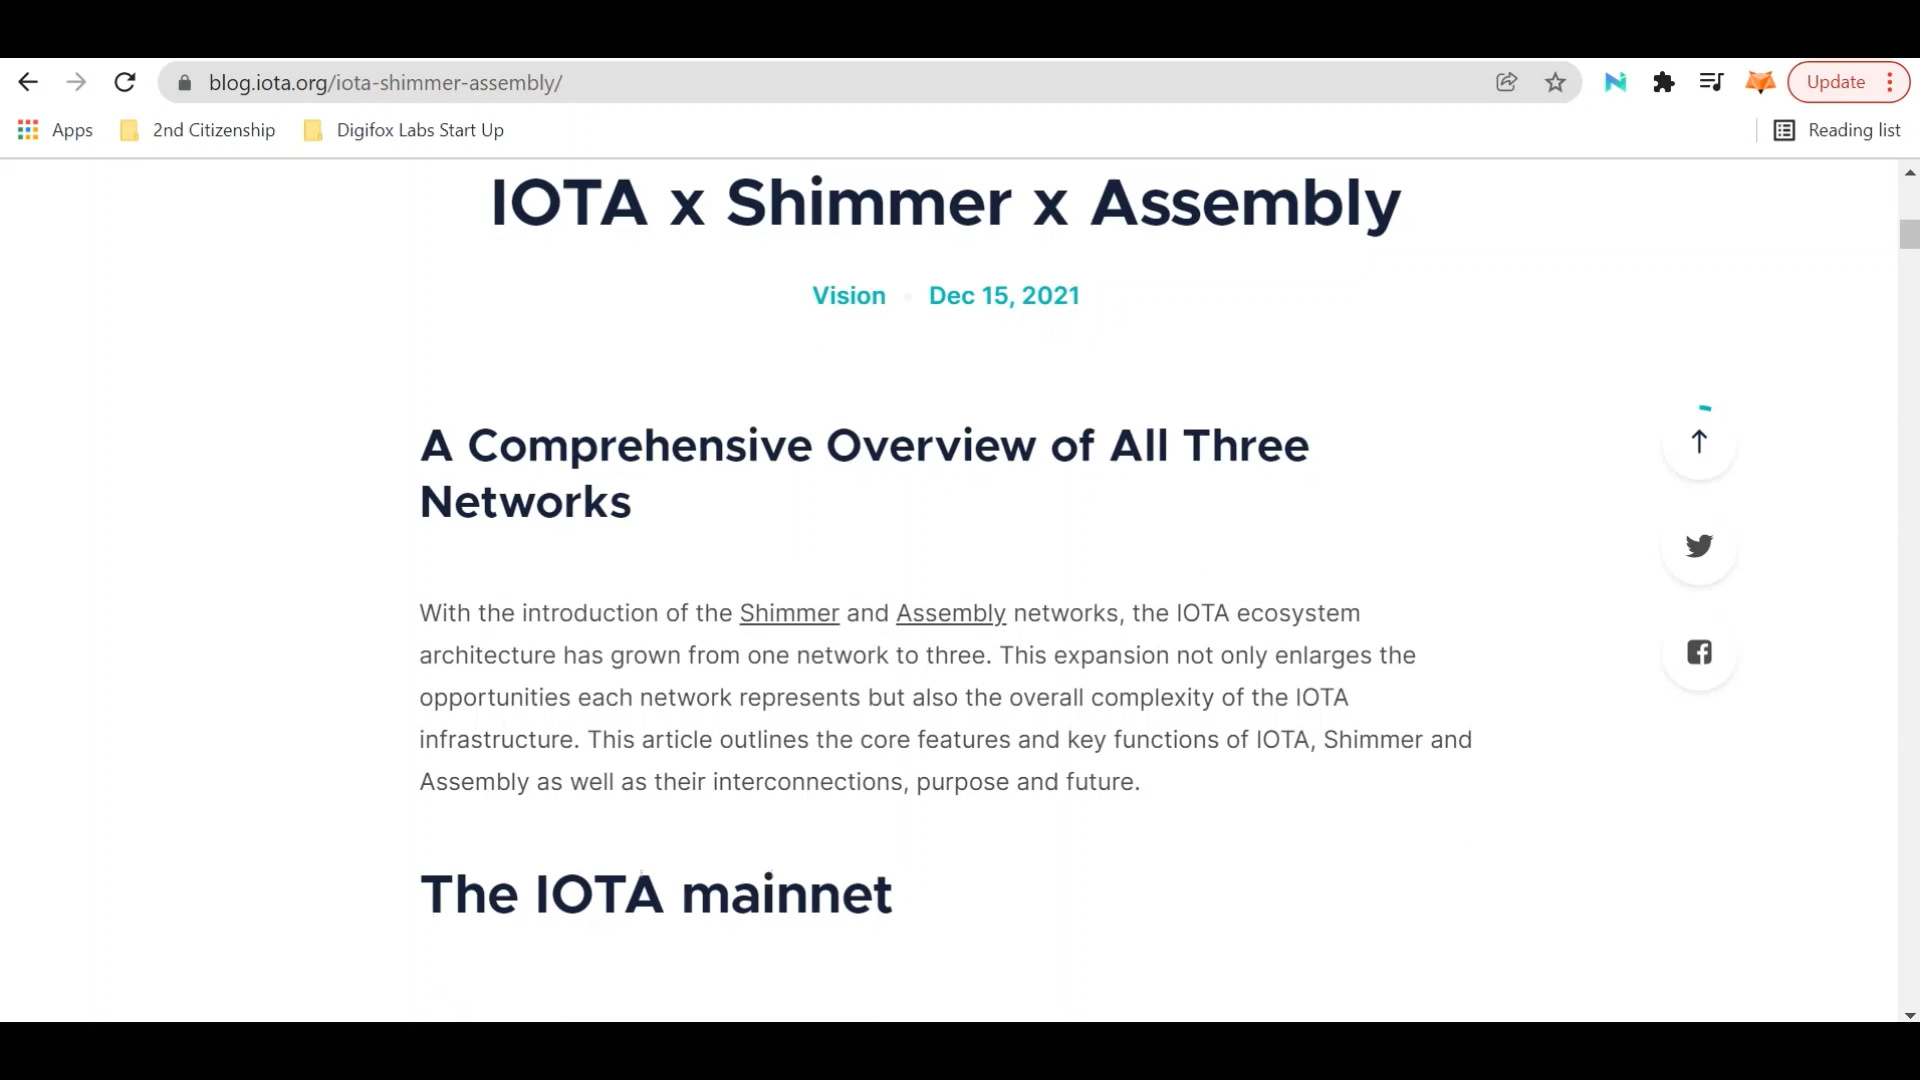 blog.iota.org/iota-shimmer-assembly/
Update
Apps
2nd Citizenship
Digifox Labs Start Up
Reading list
IOTA x Shimmer x Assembly
Vision
Dec 15, 2021
A Comprehensive Overview of All Three
Networks
With the introduction of the Shimmer and Assembly networks, the IOTA ecosystem
architecture has grown from one network to three. This expansion not only enlarges the
opportunities each network represents but also the overall complexity of the IOTA
infrastructure. This article outlines the core features and key functions of IOTA, Shimmer and
Assembly as well as their interconnections, purpose and future.
The IOTA mainnet